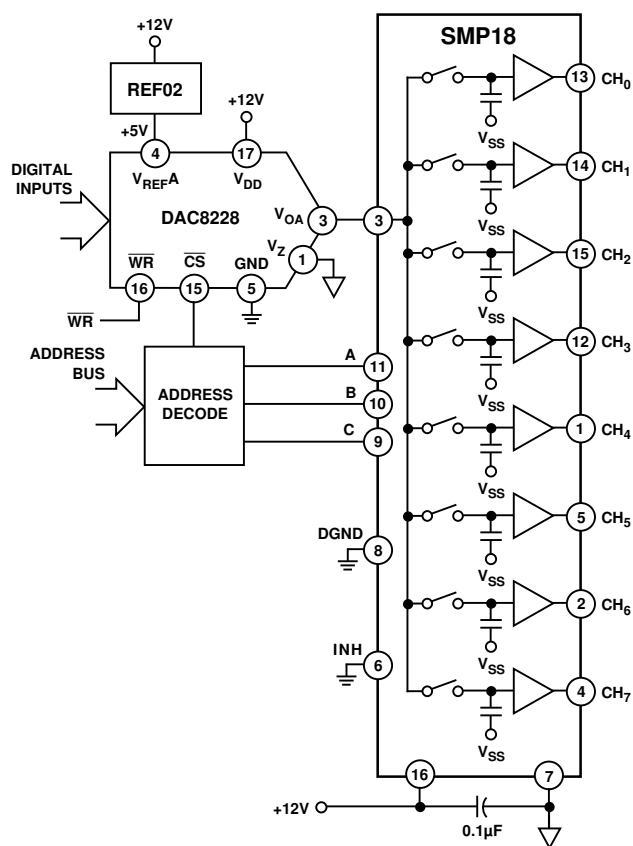 SMP18
+12V
REF02
+5V
+12V
4
17
VREFA
VDD
DIGITAL
INPUTS
DAC8228
VOA
3
3
VZ
1
WR
CS
GND
16
15
5
WR
ADDRESS
BUS
ADDRESS
DECODE
A
11
B
10
C
9
DGND
8
INH
6
13
CH0
VSS
14
CH1
VSS
15
CH2
VSS
12
CH3
VSS
1
CH4
VSS
5
CH5
VSS
2
CH6
VSS
4
CH7
VSS
16
7
+12V
0.1µF